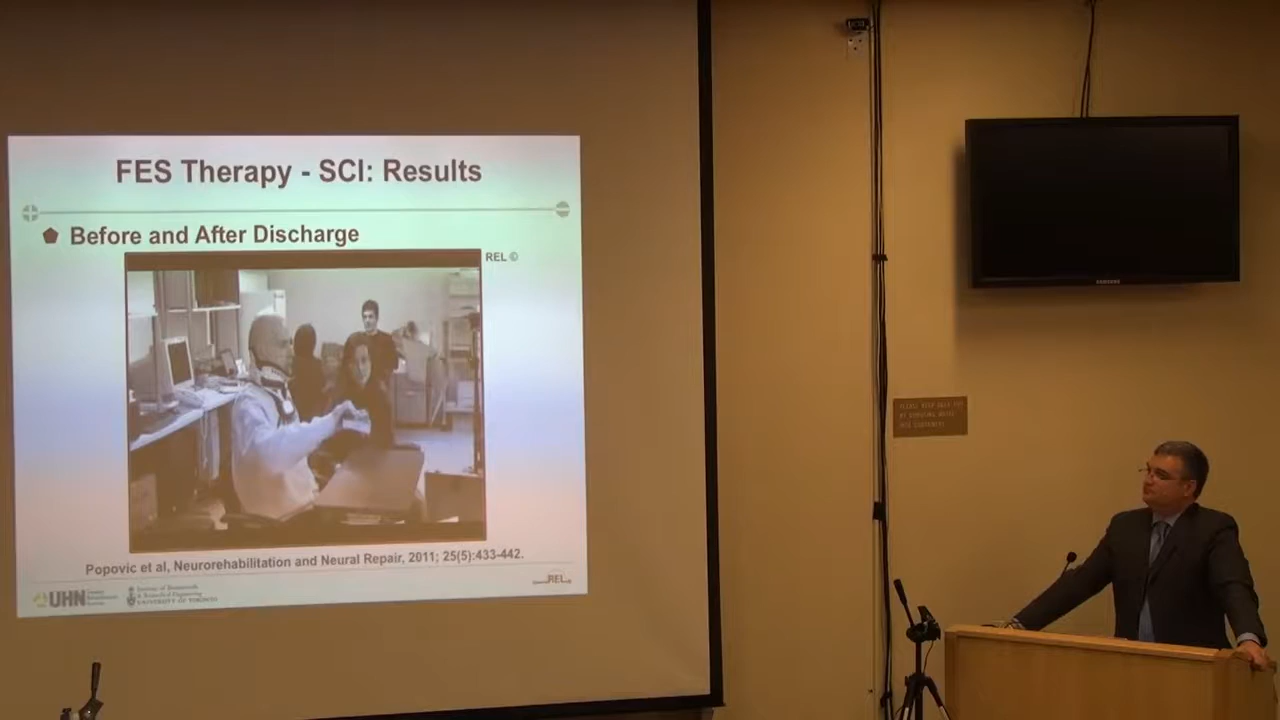 FES Therapy - SCI: Results
Before and After Discharge
REL ©
Popovic et al, Neurorehabilitation and Neural Repair, 2011; 25(5):433-442.
UHN
UNIVERSITY OF TORONTO
REL
SAMSUNG